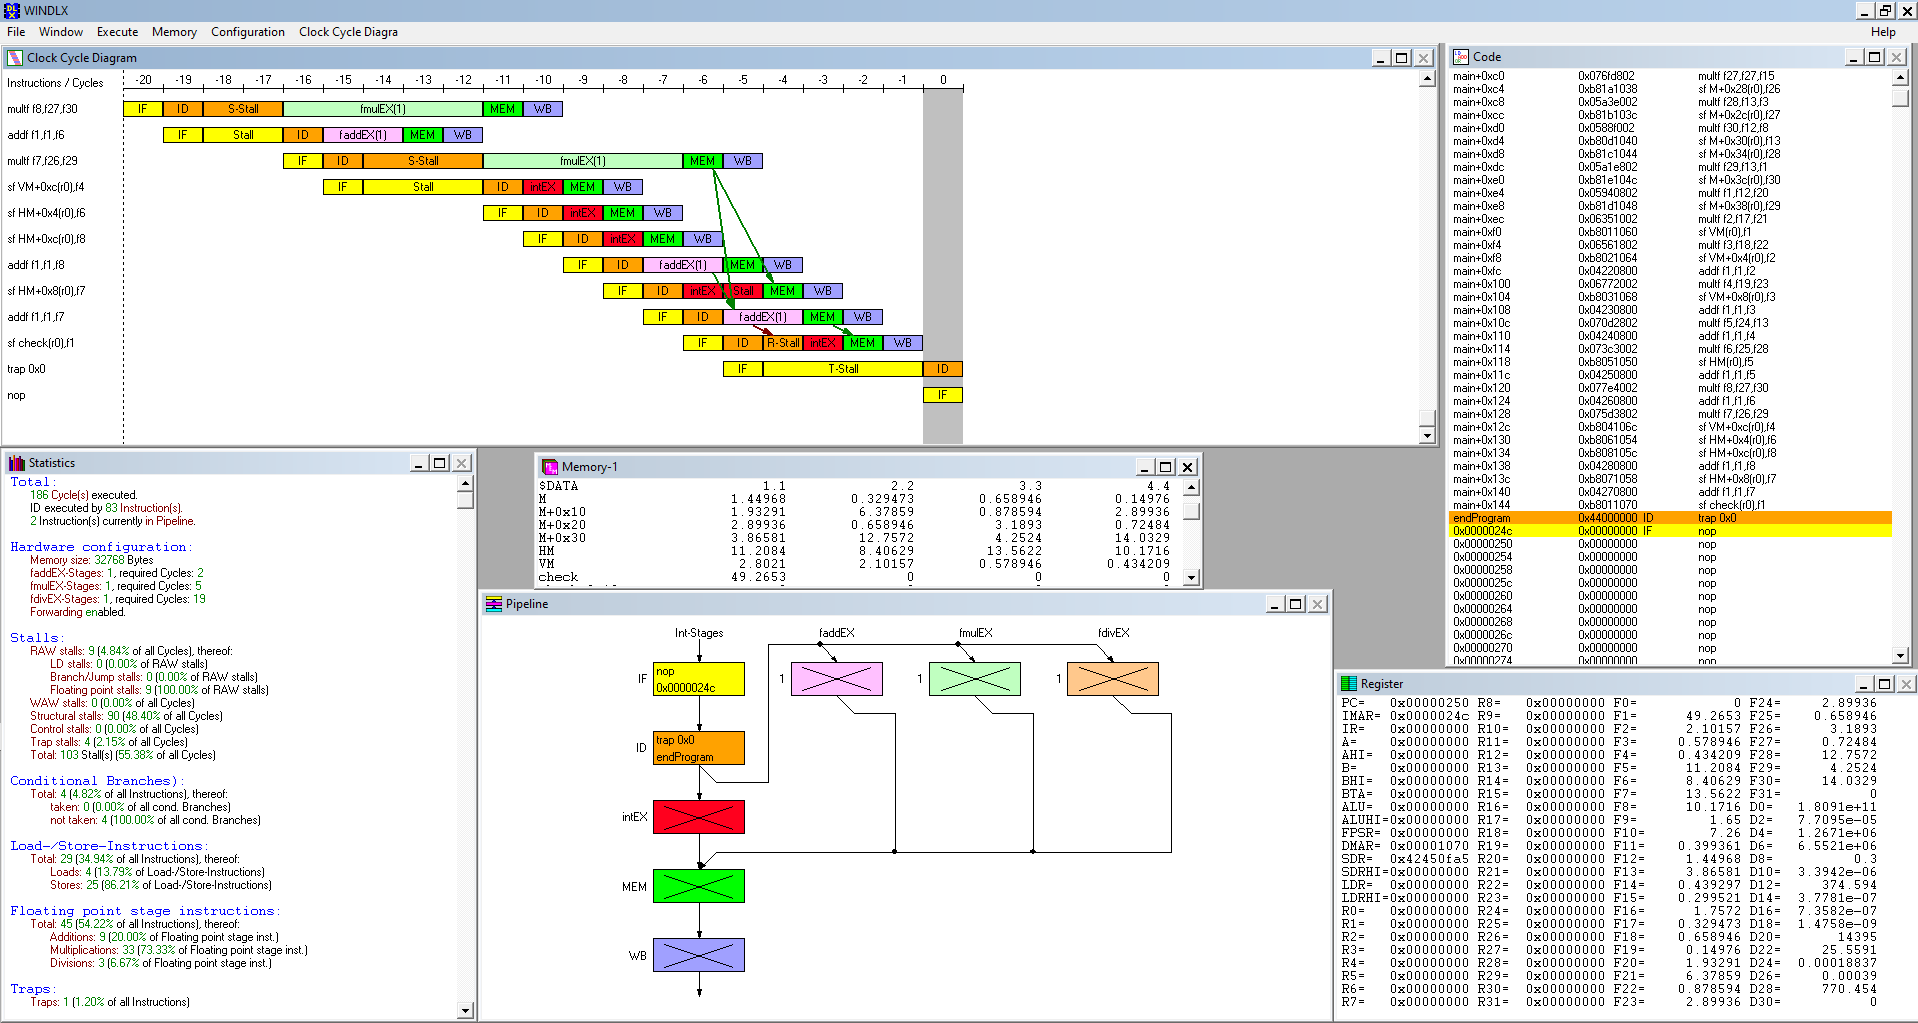 WINDLX
File Window Execute Memory Configuration Clock Cycle Diagra Help
Clock Cycle Diagram
Instructions / Cycles -20 -19 -18 -17 -16 -15 -14 -13 -12 -11 -10 -9 -8 -7 -6 -5 -4 -3 -2 -1 0
multf f8,f27,f30 IF ID S-Stall fmulEX(1) MEM WB
addf f1,f1,f6 IF Stall ID faddEX(1) MEM WB
multf f7,f26,f29 IF ID S-Stall fmulEX(1) MEM WB
sf VM+0xc(r0),f4 IF Stall ID intEX MEM WB
sf HM+0x4(r0),f6 IF ID intEX MEM WB
sf HM+0xc(r0),f8 IF ID intEX MEM WB
addf f1,f1,f8 IF ID faddEX(1) MEM WB
sf HM+0x8(r0),f7 IF ID intEX Stall MEM WB
addf f1,f1,f7 IF ID faddEX(1) MEM WB
sf check(r0),f1 IF ID R-Stall intEX MEM WB
trap 0x0 IF T-Stall ID
nop IF
Code
main+0xc0 0x076fd802 multf f27,f27,f15
main+0xc4 0xb81a1038 sf M+0x28(r0),f26
main+0xc8 0x05a3e002 multf f28,f13,f3
main+0xcc 0xb81b103c sf M+0x2c(r0),f27
main+0xd0 0x0588f002 multf f30,f12,f8
main+0xd4 0xb80d1040 sf M+0x30(r0),f13
main+0xd8 0xb81c1044 sf M+0x34(r0),f28
main+0xdc 0x05a1e802 multf f29,f13,f1
main+0xe0 0xb81e104c sf M+0x3c(r0),f30
main+0xe4 0x05940802 multf f1,f12,f20
main+0xe8 0xb81d1048 sf M+0x38(r0),f29
main+0xec 0x06351002 multf f2,f17,f21
main+0xf0 0xb8011060 sf VM(r0),f1
main+0xf4 0x06561802 multf f3,f18,f22
main+0xf8 0xb8021064 sf VM+0x4(r0),f2
main+0xfc 0x04220800 addf f1,f1,f2
main+0x100 0x06772002 multf f4,f19,f23
main+0x104 0xb8031068 sf VM+0x8(r0),f3
main+0x108 0x04230800 addf f1,f1,f3
main+0x10c 0x070d2802 multf f5,f24,f13
main+0x110 0x04240800 addf f1,f1,f4
main+0x114 0x073c3002 multf f6,f25,f28
main+0x118 0xb8051050 sf HM(r0),f5
main+0x11c 0x04250800 addf f1,f1,f5
main+0x120 0x077e4002 multf f8,f27,f30
main+0x124 0x04260800 addf f1,f1,f6
main+0x128 0x075d3802 multf f7,f26,f29
main+0x12c 0xb804106c sf VM+0xc(r0),f4
main+0x130 0xb8061054 sf HM+0x4(r0),f6
main+0x134 0xb808105c sf HM+0xc(r0),f8
main+0x138 0x04280800 addf f1,f1,f8
main+0x13c 0xb8071058 sf HM+0x8(r0),f7
main+0x140 0x04270800 addf f1,f1,f7
main+0x144 0xb8011070 sf check(r0),f1
endProgram 0x44000000 ID trap 0x0
0x0000024c 0x00000000 IF nop
0x00000250 0x00000000 nop
0x00000254 0x00000000 nop
0x00000258 0x00000000 nop
0x0000025c 0x00000000 nop
0x00000260 0x00000000 nop
0x00000264 0x00000000 nop
0x00000268 0x00000000 nop
0x0000026c 0x00000000 nop
0x00000270 0x00000000 nop
0x00000274 0x00000000 nop
Statistics
Total:
186 Cycle(s) executed.
ID executed by 83 Instruction(s).
2 Instruction(s) currently in Pipeline.
Hardware configuration:
Memory size: 32768 Bytes
faddEX-Stages: 1, required Cycles: 2
fmulEX-Stages: 1, required Cycles: 5
fdivEX-Stages: 1, required Cycles: 19
Forwarding enabled.
Stalls:
RAW stalls: 9 (4.84% of all Cycles), thereof:
LD stalls: 0 (0.00% of RAW stalls)
Branch/Jump stalls: 0 (0.00% of RAW stalls)
Floating point stalls: 9 (100.00% of RAW stalls)
WAW stalls: 0 (0.00% of all Cycles)
Structural stalls: 90 (48.40% of all Cycles)
Control stalls: 0 (0.00% of all Cycles)
Trap stalls: 4 (2.15% of all Cycles)
Total: 103 Stall(s) (55.38% of all Cycles)
Conditional Branches):
Total: 4 (4.82% of all Instructions), thereof:
taken: 0 (0.00% of all cond. Branches)
not taken: 4 (100.00% of all cond. Branches)
Load-/Store-Instructions:
Total: 29 (34.94% of all Instructions), thereof:
Loads: 4 (13.79% of Load-/Store-Instructions)
Stores: 25 (86.21% of Load-/Store-Instructions)
Floating point stage instructions:
Total: 45 (54.22% of all Instructions), thereof:
Additions: 9 (20.00% of Floating point stage inst.)
Multiplications: 33 (73.33% of Floating point stage inst.)
Divisions: 3 (6.67% of Floating point stage inst.)
Traps:
Traps: 1 (1.20% of all Instructions)
Memory-1
$DATA 1.1 2.2 3.3 4.4
M 1.44968 0.329473 0.658946 0.14976
M+0x10 1.93291 6.37859 0.878594 2.89936
M+0x20 2.89936 0.658946 3.1893 0.72484
M+0x30 3.86581 12.7572 4.2524 14.0329
HM 11.2084 8.40629 13.5622 10.1716
VM 2.8021 2.10157 0.578946 0.434209
check 49.2653 0 0 0
Pipeline
Int-Stages faddEX fmulEX fdivEX
IF nop 1 1 1
0x0000024c
ID trap 0x0
endProgram
intEX
MEM
WB
Register
PC= 0x00000250 R8= 0x00000000 F0= 0 F24= 2.89936
IMAR= 0x0000024c R9= 0x00000000 F1= 49.2653 F25= 0.658946
IR= 0x00000000 R10= 0x00000000 F2= 2.10157 F26= 3.1893
A= 0x00000000 R11= 0x00000000 F3= 0.578946 F27= 0.72484
AHI= 0x00000000 R12= 0x00000000 F4= 0.434209 F28= 12.7572
B= 0x00000000 R13= 0x00000000 F5= 11.2084 F29= 4.2524
BHI= 0x00000000 R14= 0x00000000 F6= 8.40629 F30= 14.0329
BTA= 0x00000000 R15= 0x00000000 F7= 13.5622 F31= 0
ALU= 0x00000000 R16= 0x00000000 F8= 10.1716 D0= 1.8091e+11
ALUHI=0x00000000 R17= 0x00000000 F9= 1.65 D2= 7.7095e-05
FPSR= 0x00000000 R18= 0x00000000 F10= 7.26 D4= 1.2671e+06
DMAR= 0x00001070 R19= 0x00000000 F11= 0.399361 D6= 6.5521e+06
SDR= 0x42450fa5 R20= 0x00000000 F12= 1.44968 D8= 0.3
SDRHI=0x00000000 R21= 0x00000000 F13= 3.86581 D10= 3.3942e-06
LDR= 0x00000000 R22= 0x00000000 F14= 0.439297 D12= 374.594
LDRHI=0x00000000 R23= 0x00000000 F15= 0.299521 D14= 3.7781e-07
R0= 0x00000000 R24= 0x00000000 F16= 1.7572 D16= 7.3582e-07
R1= 0x00000000 R25= 0x00000000 F17= 0.329473 D18= 1.4758e-09
R2= 0x00000000 R26= 0x00000000 F18= 0.658946 D20= 14395
R3= 0x00000000 R27= 0x00000000 F19= 0.14976 D22= 25.5591
R4= 0x00000000 R28= 0x00000000 F20= 1.93291 D24= 0.00018837
R5= 0x00000000 R29= 0x00000000 F21= 6.37859 D26= 0.00039
R6= 0x00000000 R30= 0x00000000 F22= 0.878594 D28= 770.454
R7= 0x00000000 R31= 0x00000000 F23= 2.89936 D30= 0